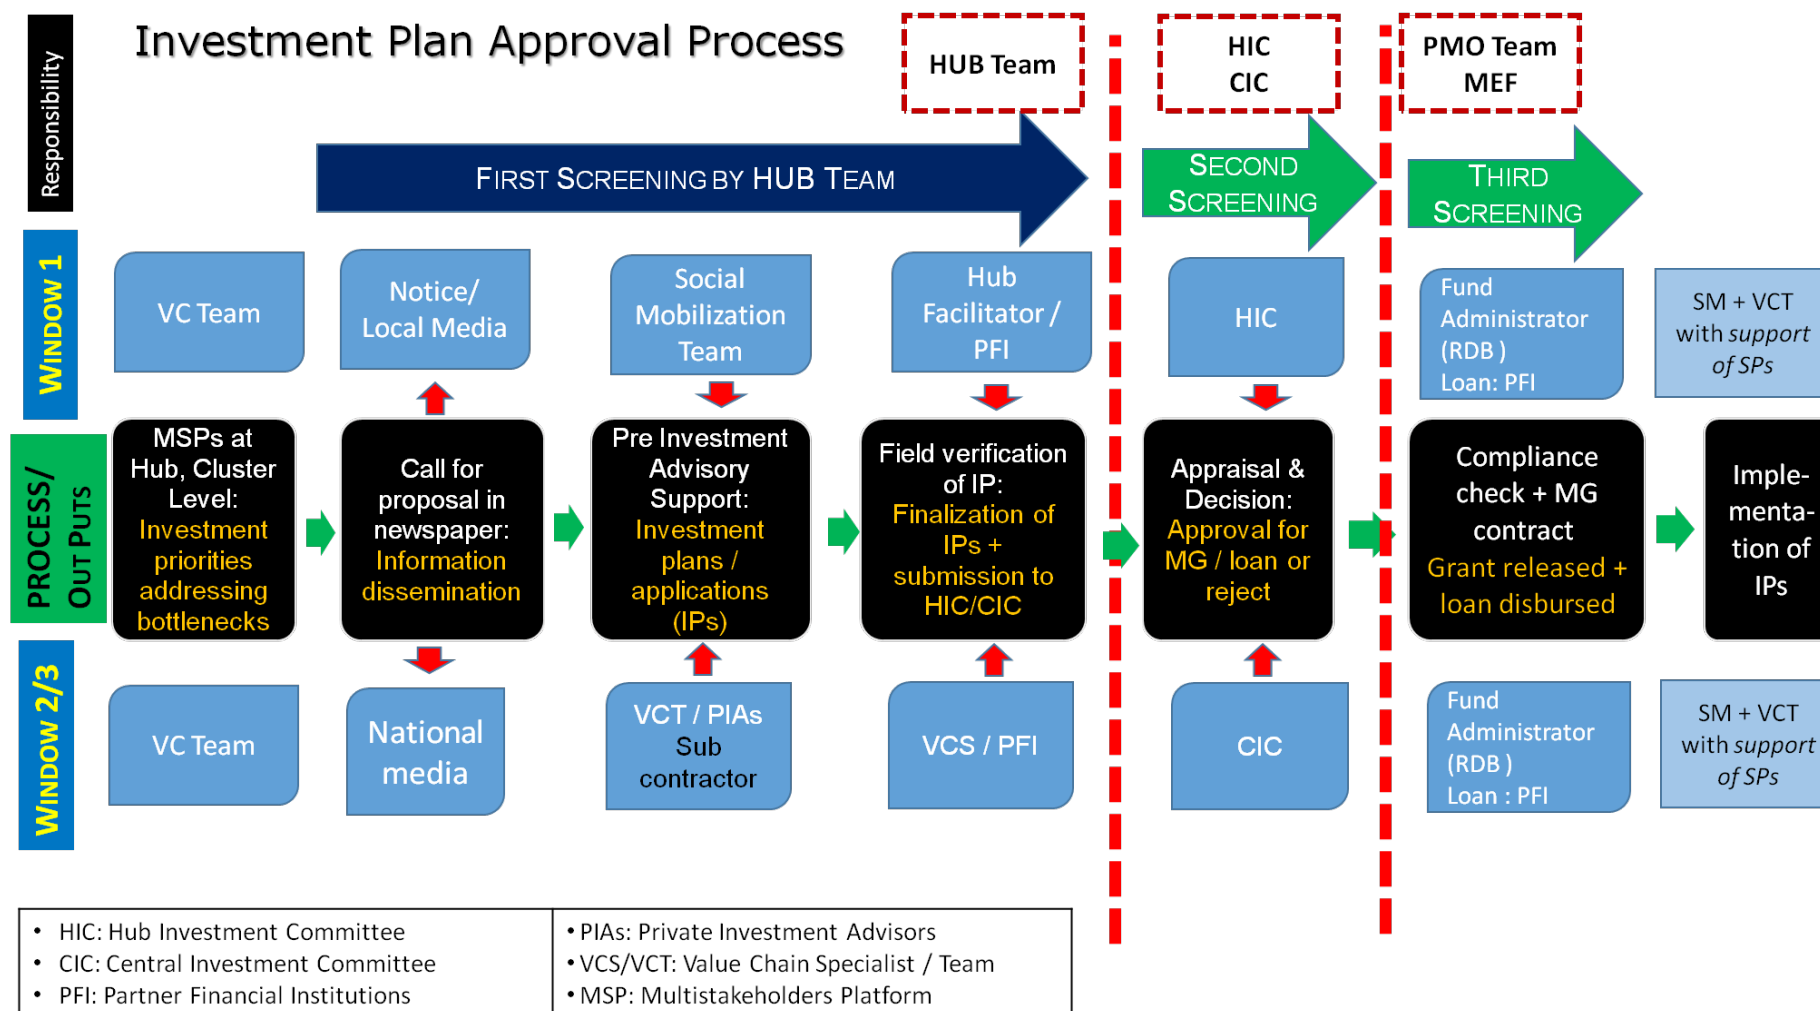 Investment Plan Approval Process
Responsibility
HUB Team
HIC
CIC
PMO Team
MEF
FIRST SCREENING BY HUB TEAM
SECOND
SCREENING
THIRD
SCREENING
WINDOW 1
VC Team
Notice/
Local Media
Social
Mobilization
Team
Hub
Facilitator /
PFI
HIC
Fund
Administrator
(RDB )
Loan: PFI
SM + VCT
with support
of SPs
PROCESS/
OUT PUTS
MSPs at
Hub, Cluster
Level:
Investment
priorities
addressing
bottlenecks
Call for
proposal in
newspaper:
Information
dissemination
Pre Investment
Advisory
Support:
Investment
plans /
applications
(IPs)
Field verification
of IP:
Finalization of
IPs +
submission to
HIC/CIC
Appraisal &
Decision:
Approval for
MG / loan or
reject
Compliance
check + MG
contract
Grant released +
loan disbursed
Imple-
menta-
tion of
IPs
WINDOW 2/3
VC Team
National
media
VCT / PIAs
Sub
contractor
VCS / PFI
CIC
Fund
Administrator
(RDB )
Loan : PFI
SM + VCT
with support
of SPs
• HIC: Hub Investment Committee
• CIC: Central Investment Committee
• PFI: Partner Financial Institutions
• PIAs: Private Investment Advisors
• VCS/VCT: Value Chain Specialist / Team
• MSP: Multistakeholders Platform